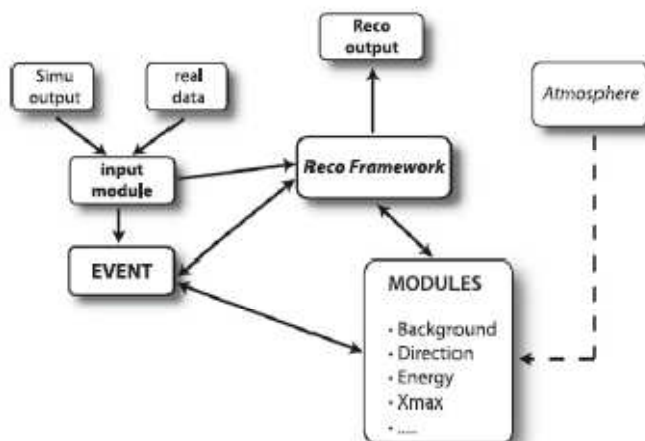 Reco
output
Simu
output
real
data
Atmosphere
input
module
Reco Framework
EVENT
MODULES
· Background
· Direction
· Energy
· Xmax
· .....